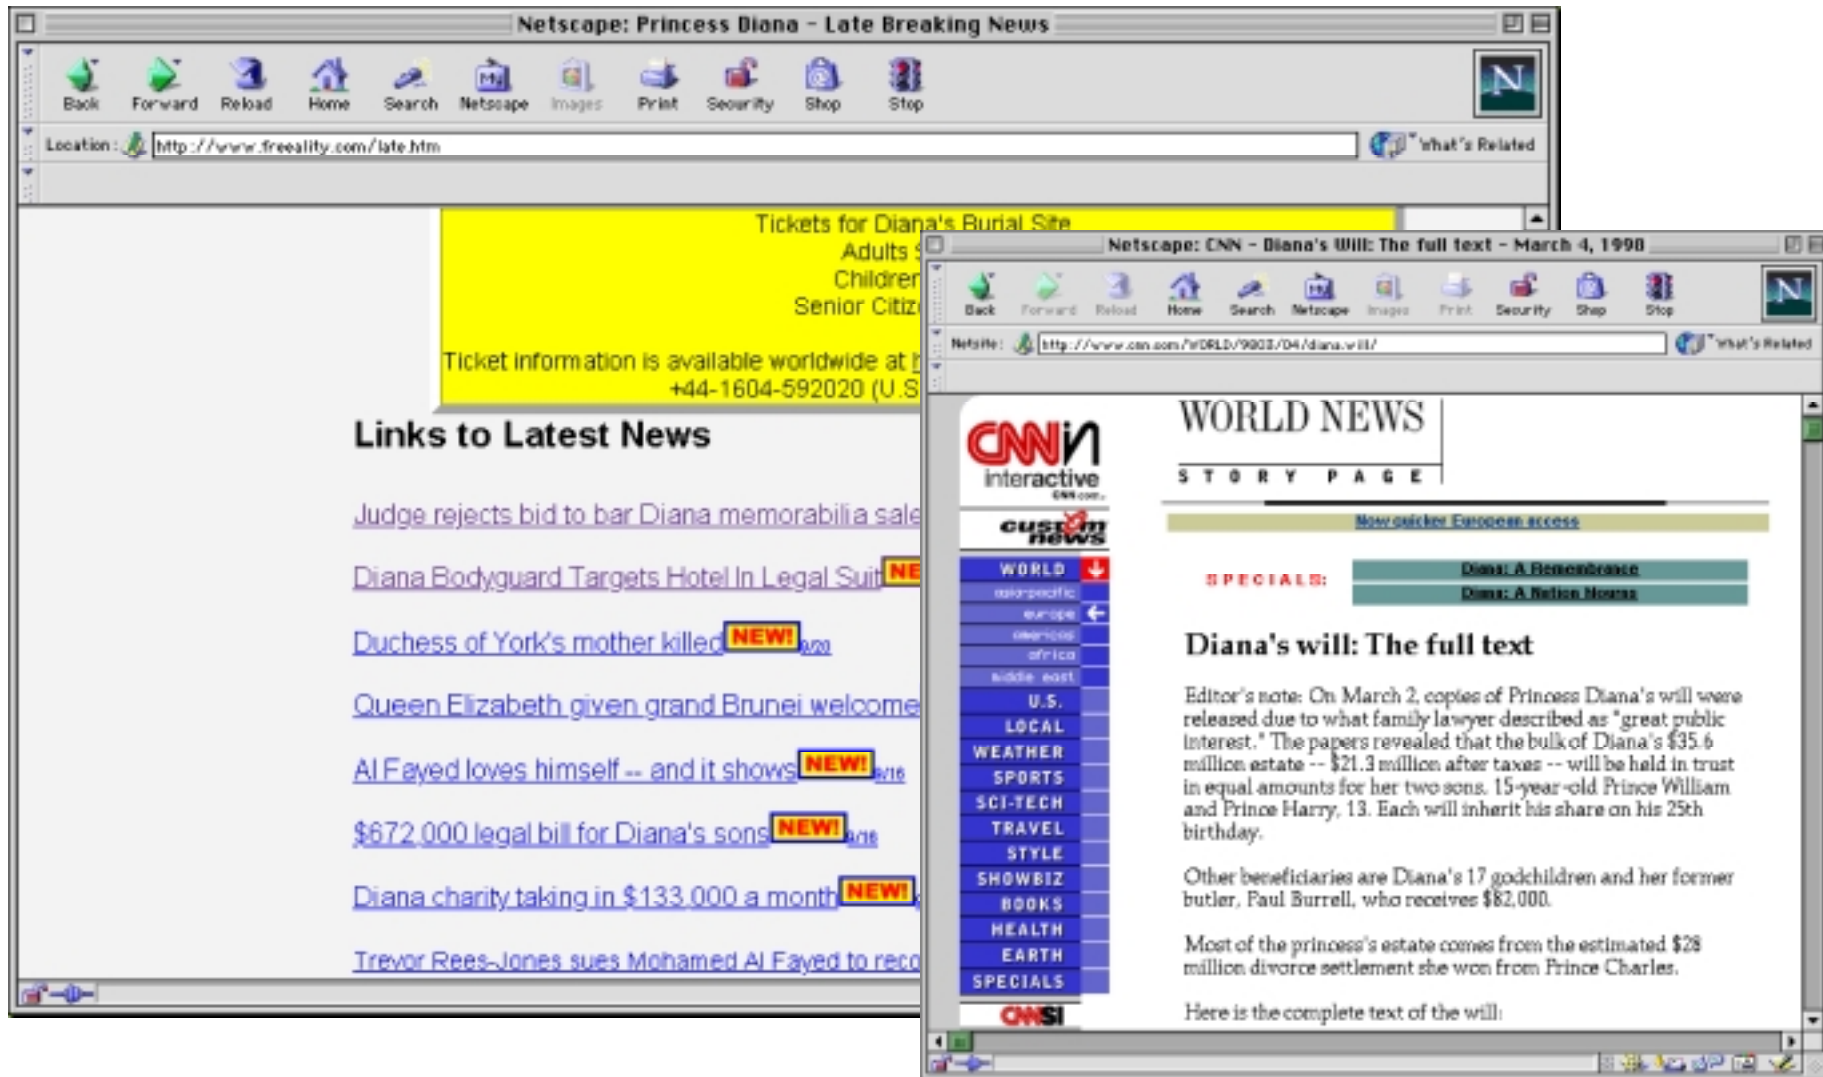 Netscape: Princess Diana - Late Breaking News
Back Forward Reload Home Search Netscape Images Print Security Shop Stop
N
Location: http://www.freeality.com/late.htm
What's Related
Tickets for Diana's Burial Site
Adults
Children
Senior
Ticket information is available worldwide at
+44-1604-592020 (U.S
Links to Latest News
Judge rejects bid to bar Diana memorabilia sale
Diana Bodyguard Targets Hotel In Legal Suit
Duchess of York's mother killed NEW! 9/20
Queen Elizabeth given grand Brunei welcome
Al Fayed loves himself -- and it shows NEW! 9/16
$672,000 legal bill for Diana's sons NEW! 9/16
Diana charity taking in $133,000 a month NEW!
Trevor Rees-Jones sues Mohamed Al Fayed to reco
Netscape: CNN - Diana's Will: The full text - March 4, 1998
Back Forward Reload Home Search Netscape Images Print Security Shop Stop
N
Netsite: http://www.cnn.com/WORLD/9803/04/diana.will/
What's Related
CNNin
interactive
CNN.com
custom
news
WORLD
asia-pacific
europe
americas
africa
middle east
U.S.
LOCAL
WEATHER
SPORTS
SCI-TECH
TRAVEL
STYLE
SHOWBIZ
BOOKS
HEALTH
EARTH
SPECIALS
CNNSI
WORLD NEWS
STORY PAGE
Now quicker European access
SPECIALS:
Diana: A Remembrance
Diana: A Nation Mourns
Diana's will: The full text
Editor's note: On March 2, copies of Princess Diana's will were
released due to what family lawyer described as "great public
interest." The papers revealed that the bulk of Diana's $35.6
million estate -- $21.3 million after taxes -- will be held in trust
in equal amounts for her two sons, 15-year-old Prince William
and Prince Harry, 13. Each will inherit his share on his 25th
birthday.
Other beneficiaries are Diana's 17 godchildren and her former
butler, Paul Burrell, who receives $82,000.
Most of the princess's estate comes from the estimated $28
million divorce settlement she won from Prince Charles.
Here is the complete text of the will: